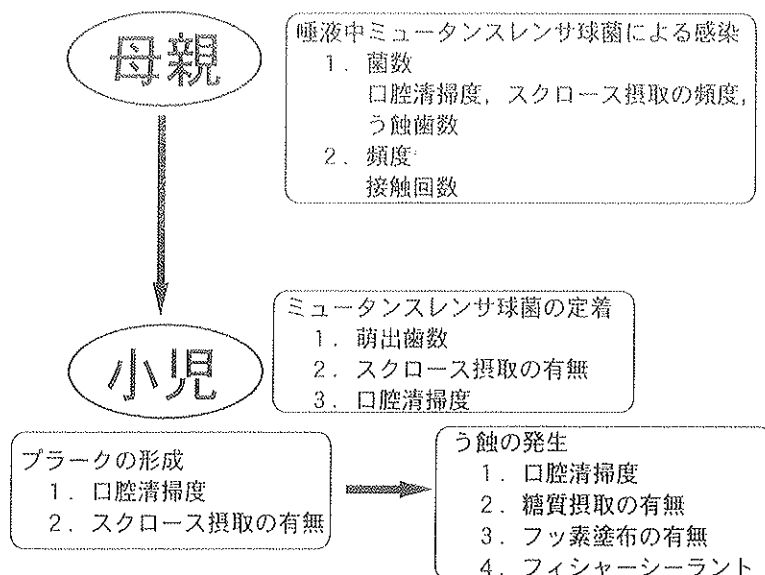 母親
唾液中ミュータンスレンサ球菌による感染
1．菌数
口腔清掃度，スクロース摂取の頻度，
う蝕歯数
2．頻度
接触回数
小児
ミュータンスレンサ球菌の定着
1．萌出歯数
2．スクロース摂取の有無
3．口腔清掃度
プラークの形成
1．口腔清掃度
2．スクロース摂取の有無
う蝕の発生
1．口腔清掃度
2．糖質摂取の有無
3．フッ素塗布の有無
4．フィシャーシーラント